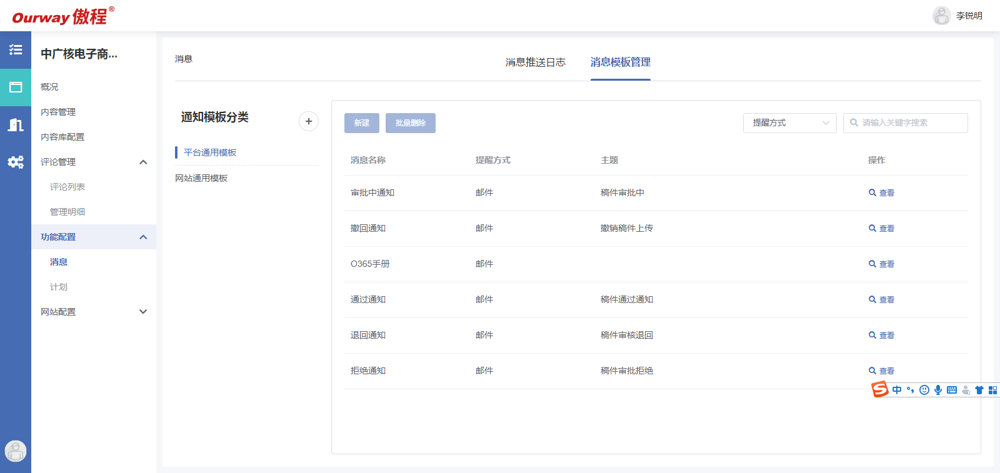 Ourway 傲程®
李锐明
中广核电子商...
概况
内容管理
内容库配置
评论管理
评论列表
管理明细
功能配置
消息
计划
网站配置
消息
消息推送日志
消息模板管理
通知模板分类
+
平台通用模板
网站通用模板
新建
批量删除
提醒方式
请输入关键字搜索
消息名称 提醒方式 主题 操作
审批中通知 邮件 稿件审批中 查看
撤回通知 邮件 撤销稿件上传 查看
O365手册 邮件 查看
通过通知 邮件 稿件通过通知 查看
退回通知 邮件 稿件审核退回 查看
拒绝通知 邮件 稿件审批拒绝 查看
S 中 °,